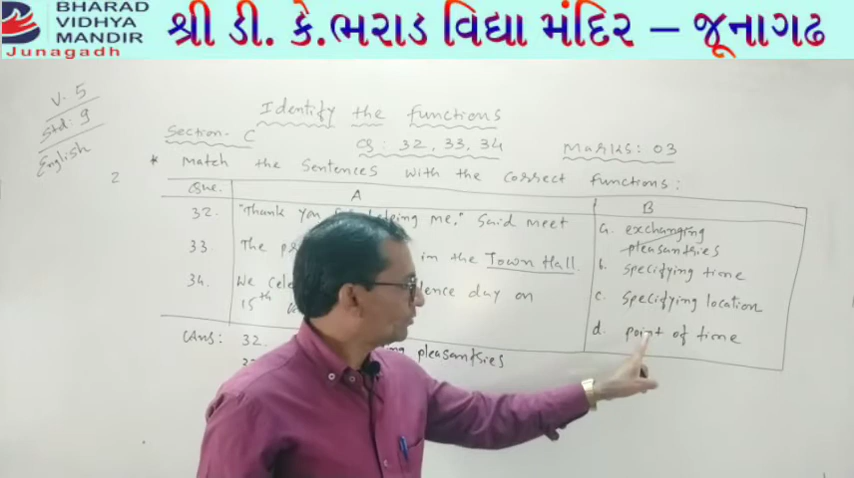 BHARAD
VIDHYA
MANDIR
Junagadh
શ્રી ડી. કે.ભરાડ વિદ્યા મંદિર – જૂનાગઢ
V. 5
Std: 9
English
Identify the functions
Section- C
Q: 32, 33, 34
Marks: 03
* Match the Sentences with the correct functions:
Que. A B
32. "Thank you helping me." Said meet a. exchanging
pleasantries
33 The in the Town Hall. b. specifying time
34. We day on c. specifying location
15th
d. point of time
Ans: 32. pleasantries